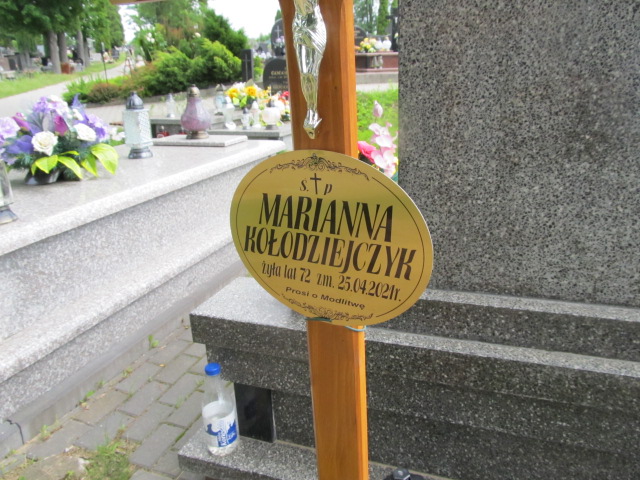 Ś. † p
MARIANNA
KOŁODZIEJCZYK
żyła lat 72 zm. 25.04.2021r.
Prosi o Modlitwę